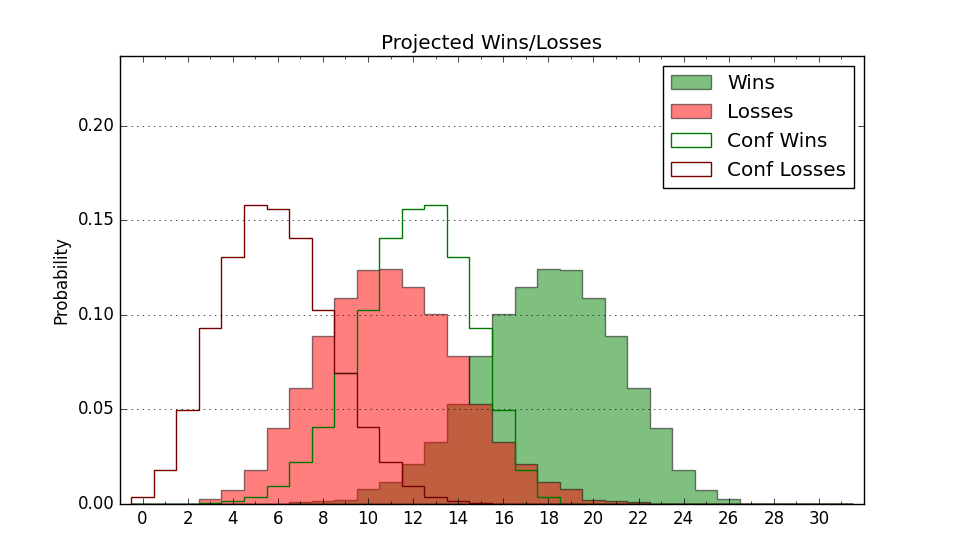 Projected Wins/Losses
Wins
Losses
Conf Wins
Conf Losses
Probability
0.20
0.15
0.10
0.05
0.00
0 2 4 6 8 10 12 14 16 18 20 22 24 26 28 30